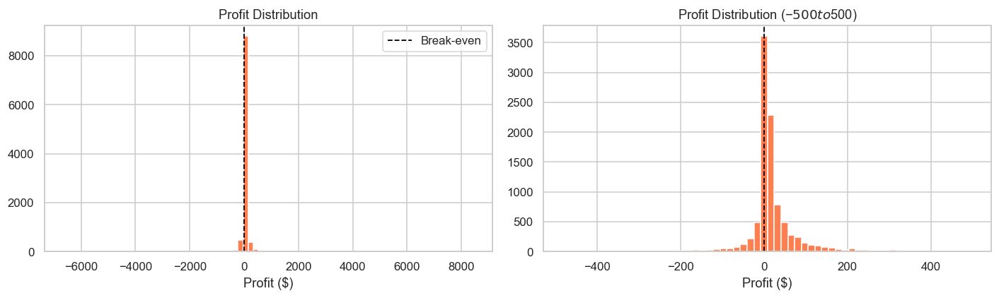 Profit Distribution
Break-even
8000
6000
4000
2000
0
−6000 −4000 −2000 0 2000 4000 6000 8000
Profit ($)
Profit Distribution (−500to500)
3500
3000
2500
2000
1500
1000
500
0
−400 −200 0 200 400
Profit ($)